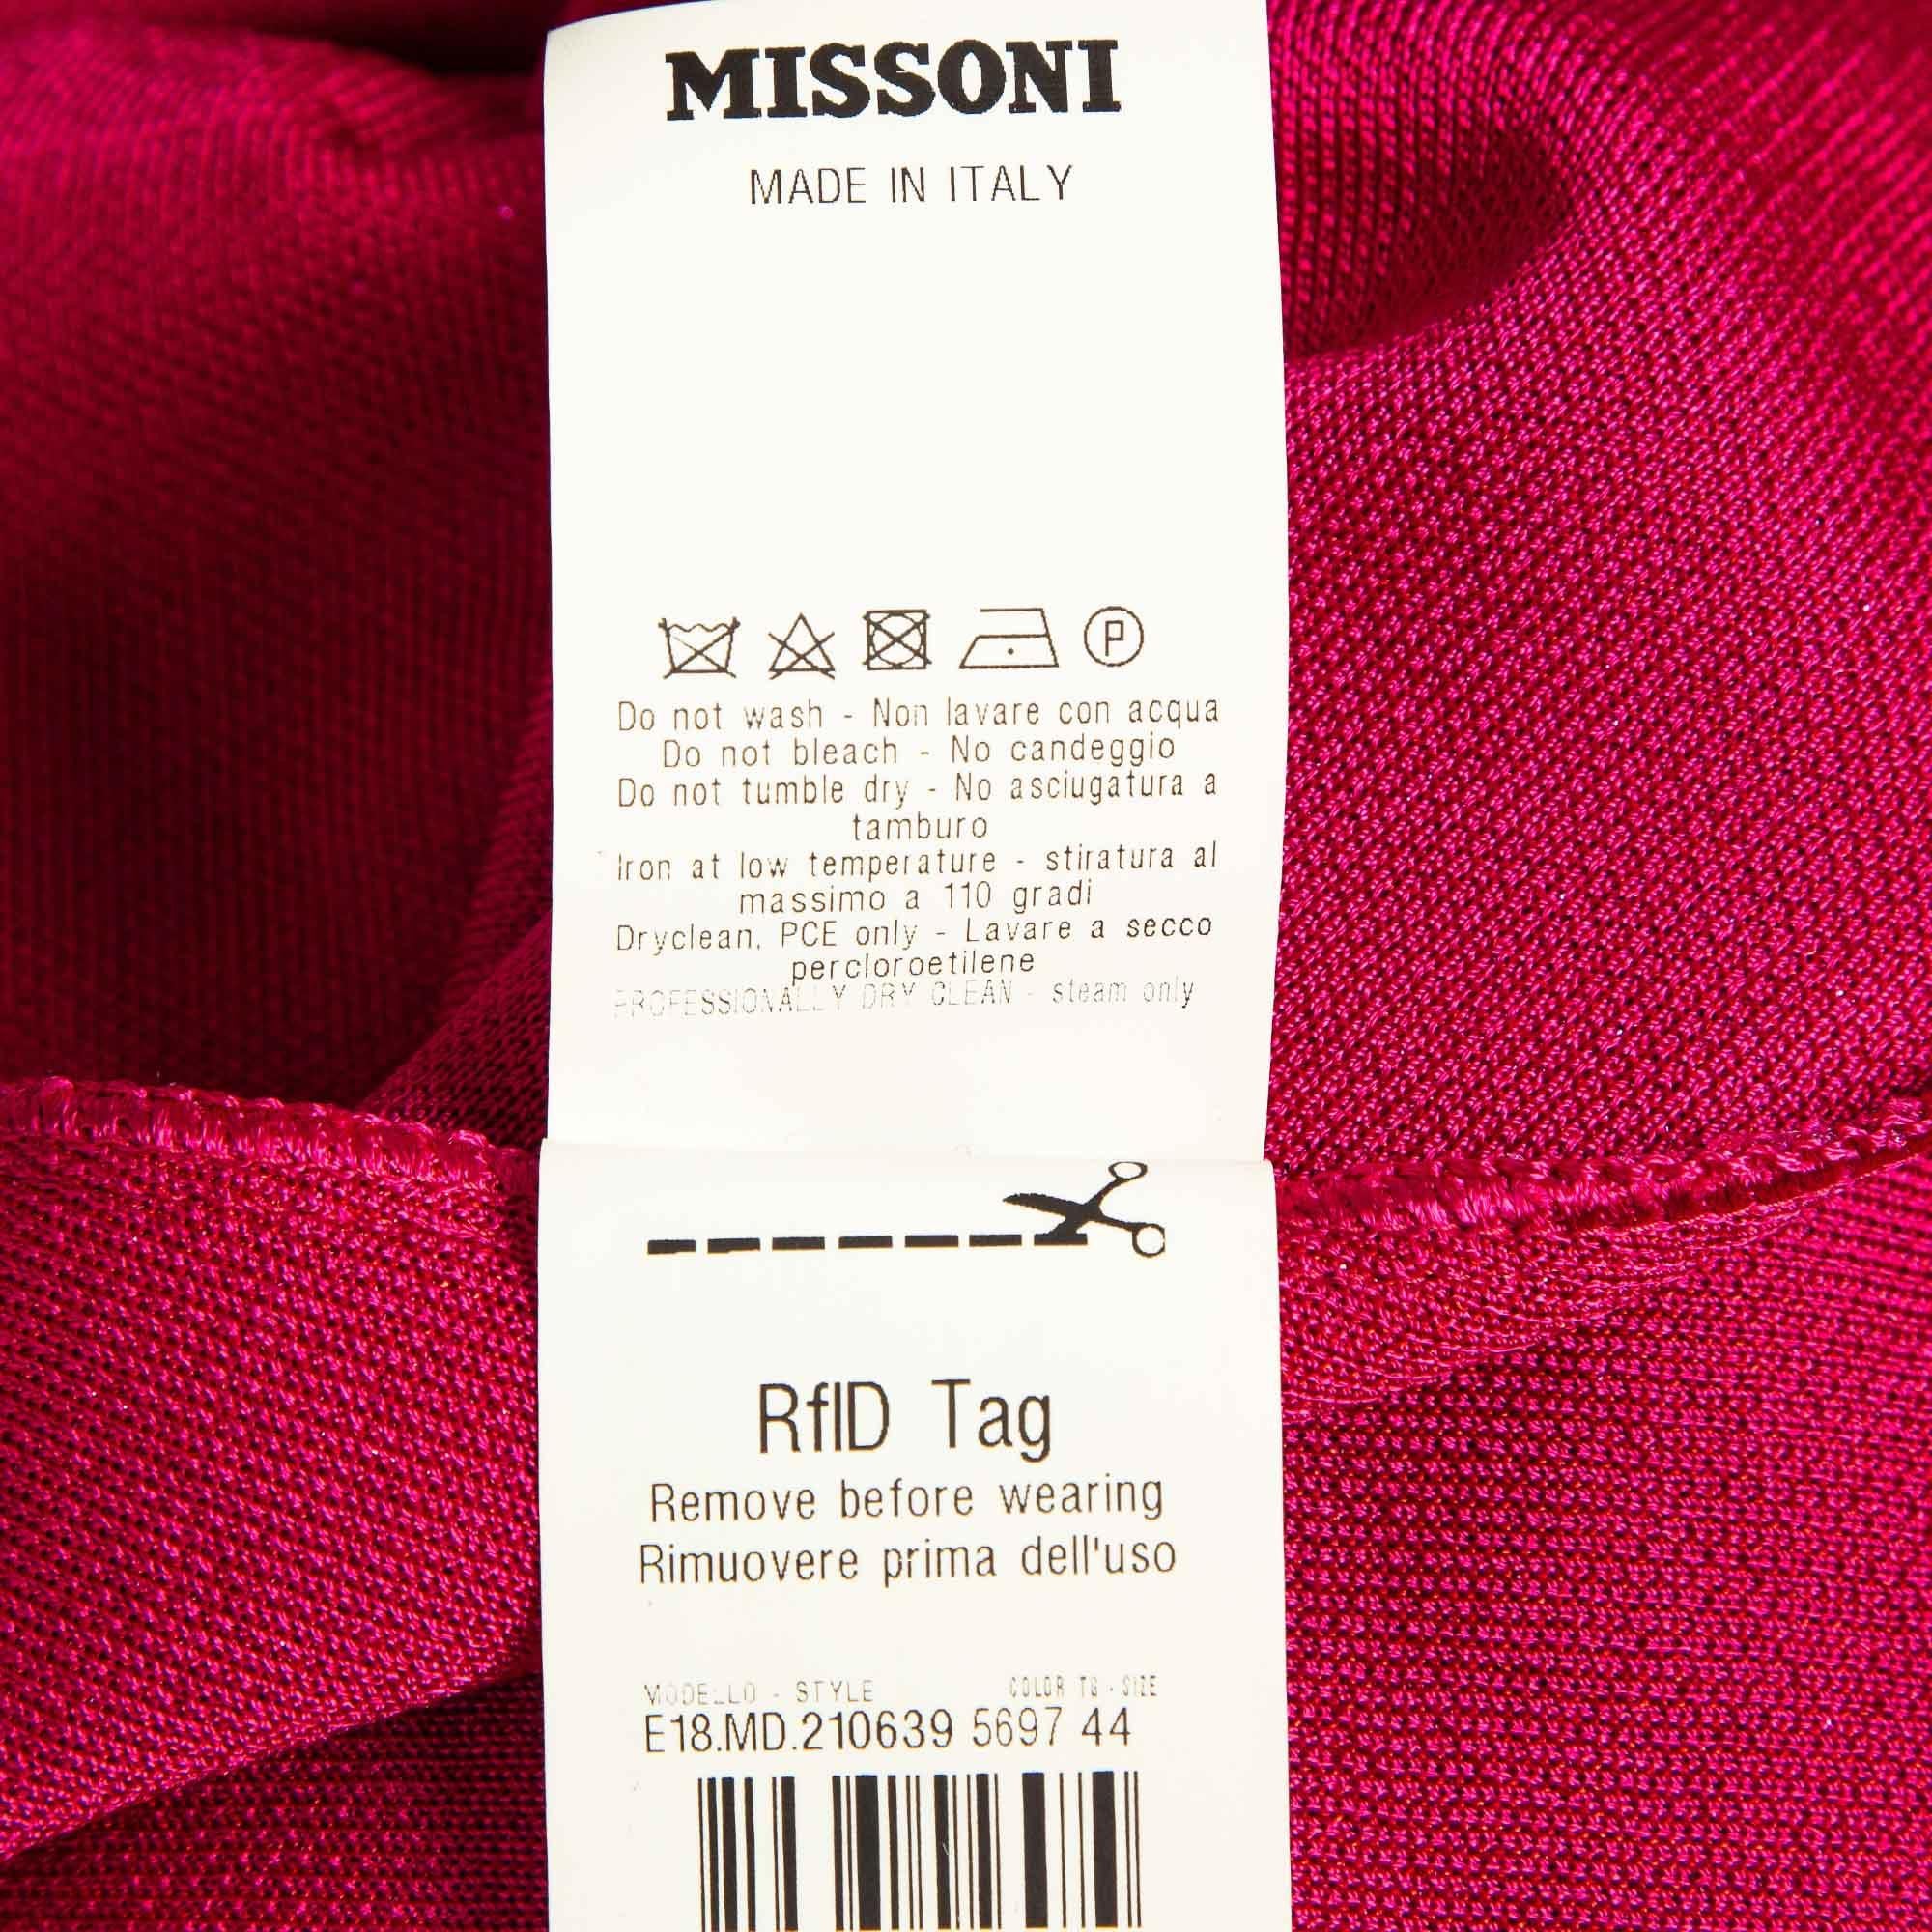 MISSONI
MADE IN ITALY
P
Do not wash - Non lavare con acqua
Do not bleach - No candeggio
Do not tumble dry - No asciugatura a
tamburo
Iron at low temperature - stiratura al
massimo a 110 gradi
Dryclean, PCE only - Lavare a secco
percloroetilene
PROFESSIONALLY DRY CLEAN - steam only
RfID Tag
Remove before wearing
Rimuovere prima dell'uso
MODELLO - STYLE COLOR TG - SIZE
E18.MD.210639 5697 44